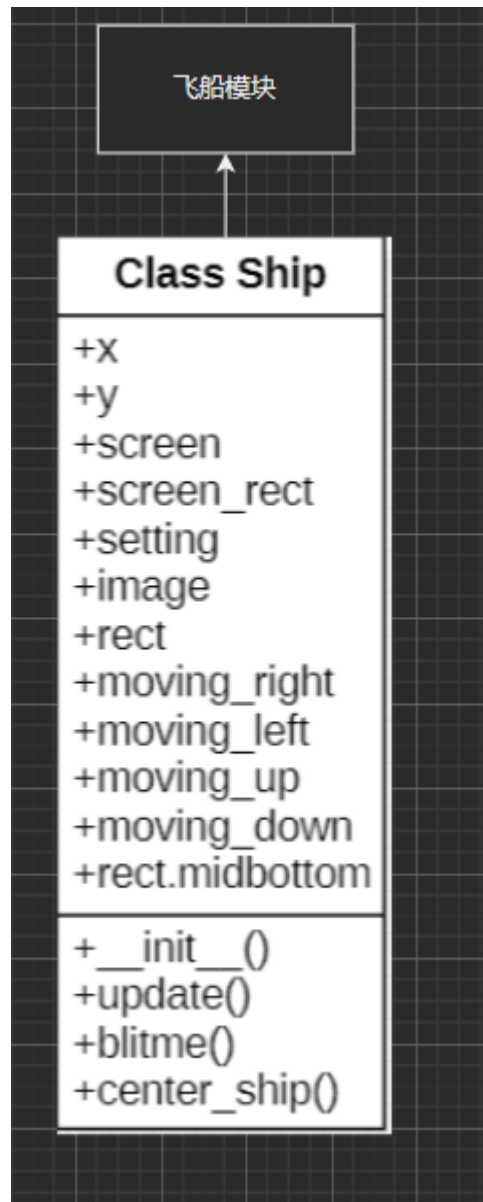 飞船模块
Class Ship
+x
+y
+screen
+screen_rect
+setting
+image
+rect
+moving_right
+moving_left
+moving_up
+moving_down
+rect.midbottom
+__init__()
+update()
+blitme()
+center_ship()